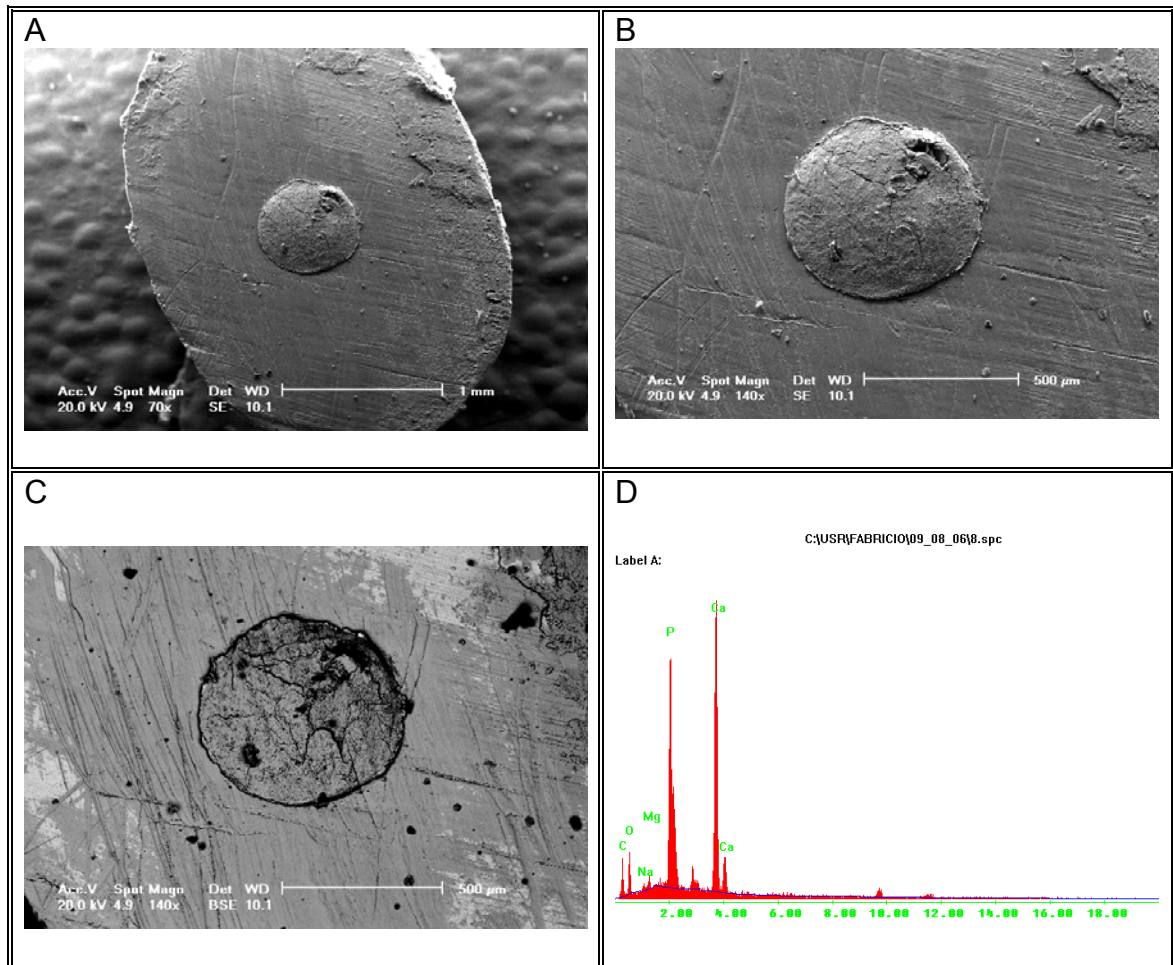 A
Acc.V Spot Magn Det WD 1 mm
20.0 kV 4.9 70x SE 10.1
B
Acc.V Spot Magn Det WD 500 µm
20.0 kV 4.9 140x SE 10.1
C
Acc.V Spot Magn Det WD 500 µm
20.0 kV 4.9 140x BSE 10.1
D
C:\USR\FABRICIO\09_08_06\8.spc
Label A:
Ca
P
Mg
O
C
Na
Ca
2.00 4.00 6.00 8.00 10.00 12.00 14.00 16.00 18.00